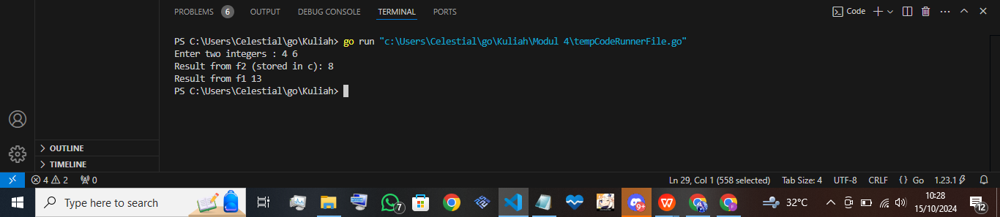 PROBLEMS 6 OUTPUT DEBUG CONSOLE TERMINAL PORTS Code
PS C:\Users\Celestial\go\Kuliah> go run "c:\Users\Celestial\go\Kuliah\Modul 4\tempCodeRunnerFile.go"
Enter two integers : 4 6
Result from f2 (stored in c): 8
Result from f1 13
PS C:\Users\Celestial\go\Kuliah>
OUTLINE
TIMELINE
4 2 0 Ln 29, Col 1 (558 selected) Tab Size: 4 UTF-8 CRLF {} Go 1.23.1
Type here to search 7 W 9+ 32°C 10:28
15/10/2024 12